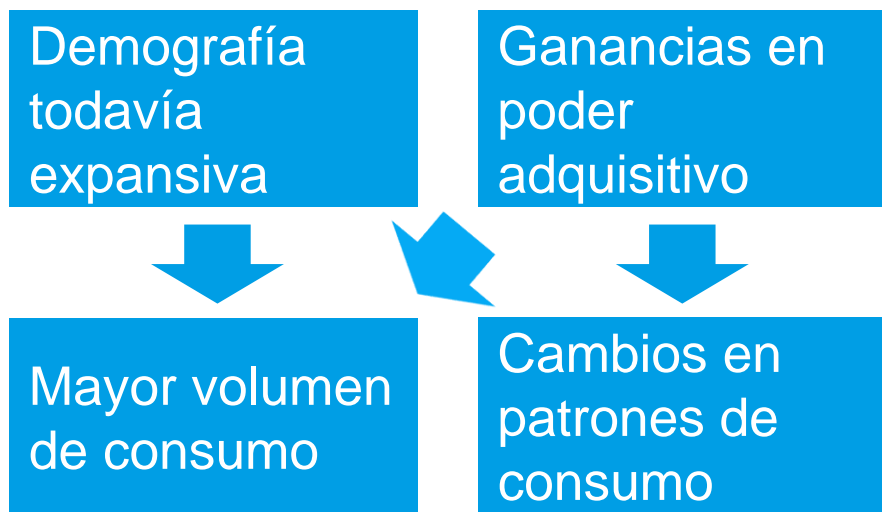 Demografía
todavía
expansiva
Ganancias en
poder
adquisitivo
Mayor volumen
de consumo
Cambios en
patrones de
consumo